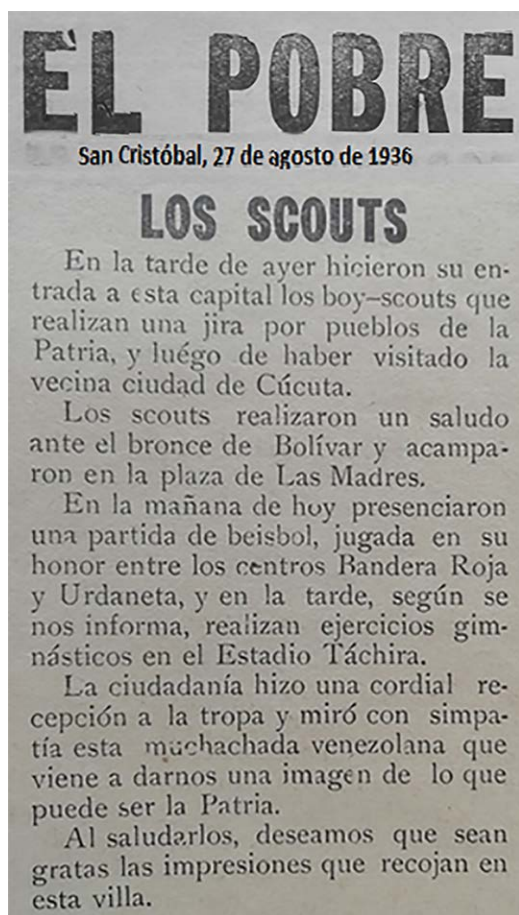 EL POBRE
San Cristóbal, 27 de agosto de 1936
LOS SCOUTS
En la tarde de ayer hicieron su en-
trada a esta capital los boy-scouts que
realizan una jira por pueblos de la
Patria, y luégo de haber visitado la
vecina ciudad de Cúcuta.
Los scouts realizaron un saludo
ante el bronce de Bolívar y acampa-
ron en la plaza de Las Madres.
En la mañana de hoy presenciaron
una partida de beisbol, jugada en su
honor entre los centros Bandera Roja
y Urdaneta, y en la tarde, según se
nos informa, realizan ejercicios gim-
násticos en el Estadio Táchira.
La ciudadanía hizo una cordial re-
cepción a la tropa y miró con simpa-
tía esta muchachada venezolana que
viene a darnos una imagen de lo que
puede ser la Patria.
Al saludarlos, deseamos que sean
gratas las impresiones que recojan en
esta villa.